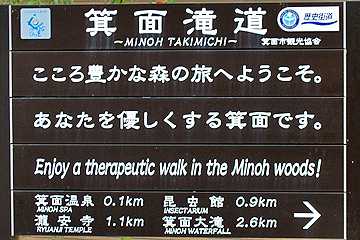 箕面滝道
～MINOH TAKIMICHI～
歴史街道
箕面市観光協会
こころ豊かな森の旅へようこそ。
あなたを優しくする箕面です。
Enjoy a therapeutic walk in the Minoh woods!
箕面温泉 0.1km 昆虫館 0.9km
MINOH SPA INSECTARIUM
瀧安寺 1.1km 箕面大滝 2.6km
RYUANJI TEMPLE MINOH WATERFALL